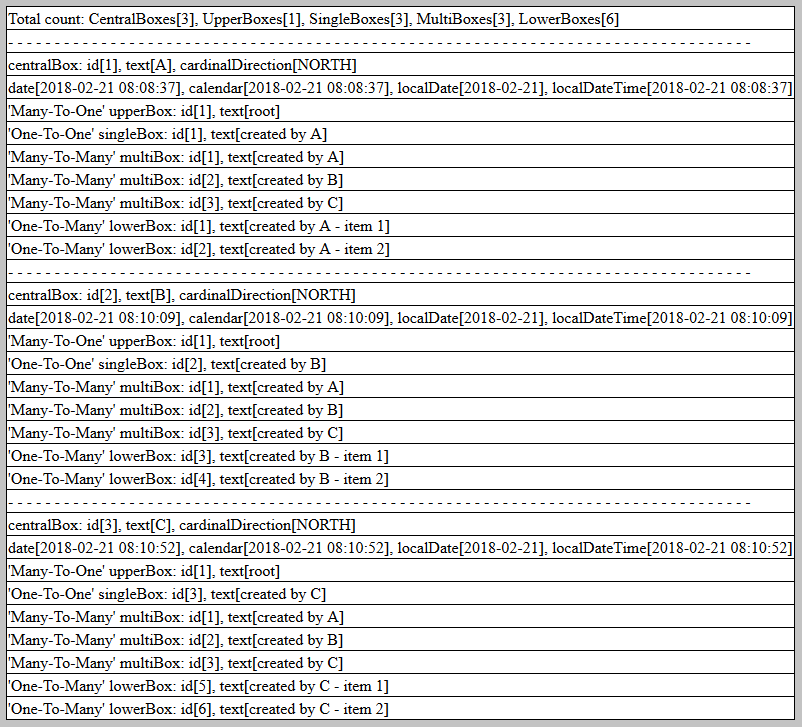 Total count: CentralBoxes[3], UpperBoxes[1], SingleBoxes[3], MultiBoxes[3], LowerBoxes[6]
- - - - - - - - - - - - - - - - - - - - - - - - - - - - - - - - - - - - - - - - - - - - - - - - - - - - - - - - - - - - - - - - - - - - - - - - - - - -
centralBox: id[1], text[A], cardinalDirection[NORTH]
date[2018-02-21 08:08:37], calendar[2018-02-21 08:08:37], localDate[2018-02-21], localDateTime[2018-02-21 08:08:37]
'Many-To-One' upperBox: id[1], text[root]
'One-To-One' singleBox: id[1], text[created by A]
'Many-To-Many' multiBox: id[1], text[created by A]
'Many-To-Many' multiBox: id[2], text[created by B]
'Many-To-Many' multiBox: id[3], text[created by C]
'One-To-Many' lowerBox: id[1], text[created by A - item 1]
'One-To-Many' lowerBox: id[2], text[created by A - item 2]
- - - - - - - - - - - - - - - - - - - - - - - - - - - - - - - - - - - - - - - - - - - - - - - - - - - - - - - - - - - - - - - - - - - - - - - - - - - -
centralBox: id[2], text[B], cardinalDirection[NORTH]
date[2018-02-21 08:10:09], calendar[2018-02-21 08:10:09], localDate[2018-02-21], localDateTime[2018-02-21 08:10:09]
'Many-To-One' upperBox: id[1], text[root]
'One-To-One' singleBox: id[2], text[created by B]
'Many-To-Many' multiBox: id[1], text[created by A]
'Many-To-Many' multiBox: id[2], text[created by B]
'Many-To-Many' multiBox: id[3], text[created by C]
'One-To-Many' lowerBox: id[3], text[created by B - item 1]
'One-To-Many' lowerBox: id[4], text[created by B - item 2]
- - - - - - - - - - - - - - - - - - - - - - - - - - - - - - - - - - - - - - - - - - - - - - - - - - - - - - - - - - - - - - - - - - - - - - - - - - - -
centralBox: id[3], text[C], cardinalDirection[NORTH]
date[2018-02-21 08:10:52], calendar[2018-02-21 08:10:52], localDate[2018-02-21], localDateTime[2018-02-21 08:10:52]
'Many-To-One' upperBox: id[1], text[root]
'One-To-One' singleBox: id[3], text[created by C]
'Many-To-Many' multiBox: id[1], text[created by A]
'Many-To-Many' multiBox: id[2], text[created by B]
'Many-To-Many' multiBox: id[3], text[created by C]
'One-To-Many' lowerBox: id[5], text[created by C - item 1]
'One-To-Many' lowerBox: id[6], text[created by C - item 2]